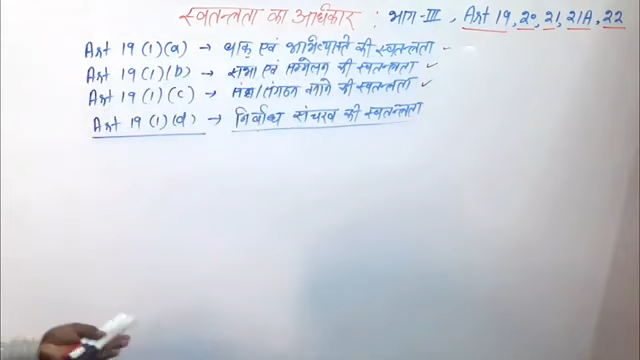 स्वतन्त्रता का अधिकार : भाग-III, Art 19, 20, 21, 21A, 22
Art 19(1)(a) → वाक् एवं अभिव्यक्ति की स्वतन्त्रता
Art 19(1)(b) → सभा एवं सम्मेलन की स्वतन्त्रता ✓
Art 19(1)(c) → संघ/संगठन बनाने की स्वतन्त्रता ✓
Art 19(1)(d) → निर्बाध संचरण की स्वतन्त्रता